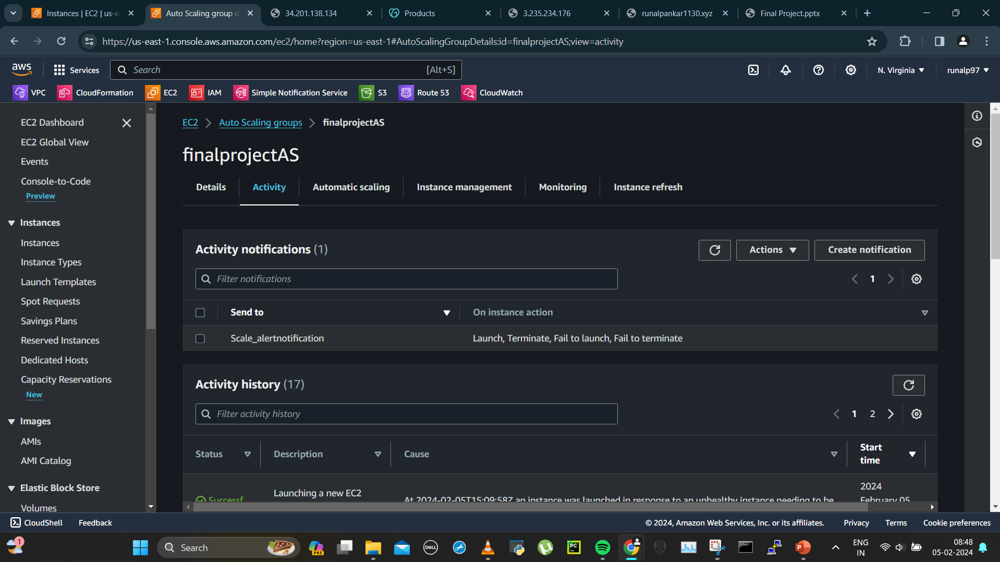 Instances | EC2 | us-e
Auto Scaling group d
34.201.138.134
Products
3.235.234.176
runalpankar1130.xyz
Final Project.pptx
https://us-east-1.console.aws.amazon.com/ec2/home?region=us-east-1#AutoScalingGroupDetails:id=finalprojectAS;view=activity
aws
Services
Search
[Alt+S]
N. Virginia
runalp97
VPC
CloudFormation
EC2
IAM
Simple Notification Service
S3
Route 53
CloudWatch
EC2 Dashboard
EC2 Global View
Events
Console-to-Code
Preview
Instances
Instances
Instance Types
Launch Templates
Spot Requests
Savings Plans
Reserved Instances
Dedicated Hosts
Capacity Reservations
New
Images
AMIs
AMI Catalog
Elastic Block Store
Volumes
EC2
Auto Scaling groups
finalprojectAS
finalprojectAS
Details
Activity
Automatic scaling
Instance management
Monitoring
Instance refresh
Activity notifications (1)
Actions
Create notification
Filter notifications
1
Send to
On instance action
Scale_alertnotification
Launch, Terminate, Fail to launch, Fail to terminate
Activity history (17)
Filter activity history
1 2
Status
Description
Cause
Start
time
Successf
Launching a new EC2
At 2024-02-05T15:09:58Z an instance was launched in response to an unhealthy instance needing to be
2024
February 05
CloudShell
Feedback
© 2024, Amazon Web Services, Inc. or its affiliates.
Privacy
Terms
Cookie preferences
1
Search
PRE
DELL
PC
P
ENG
IN
08:48
05-02-2024